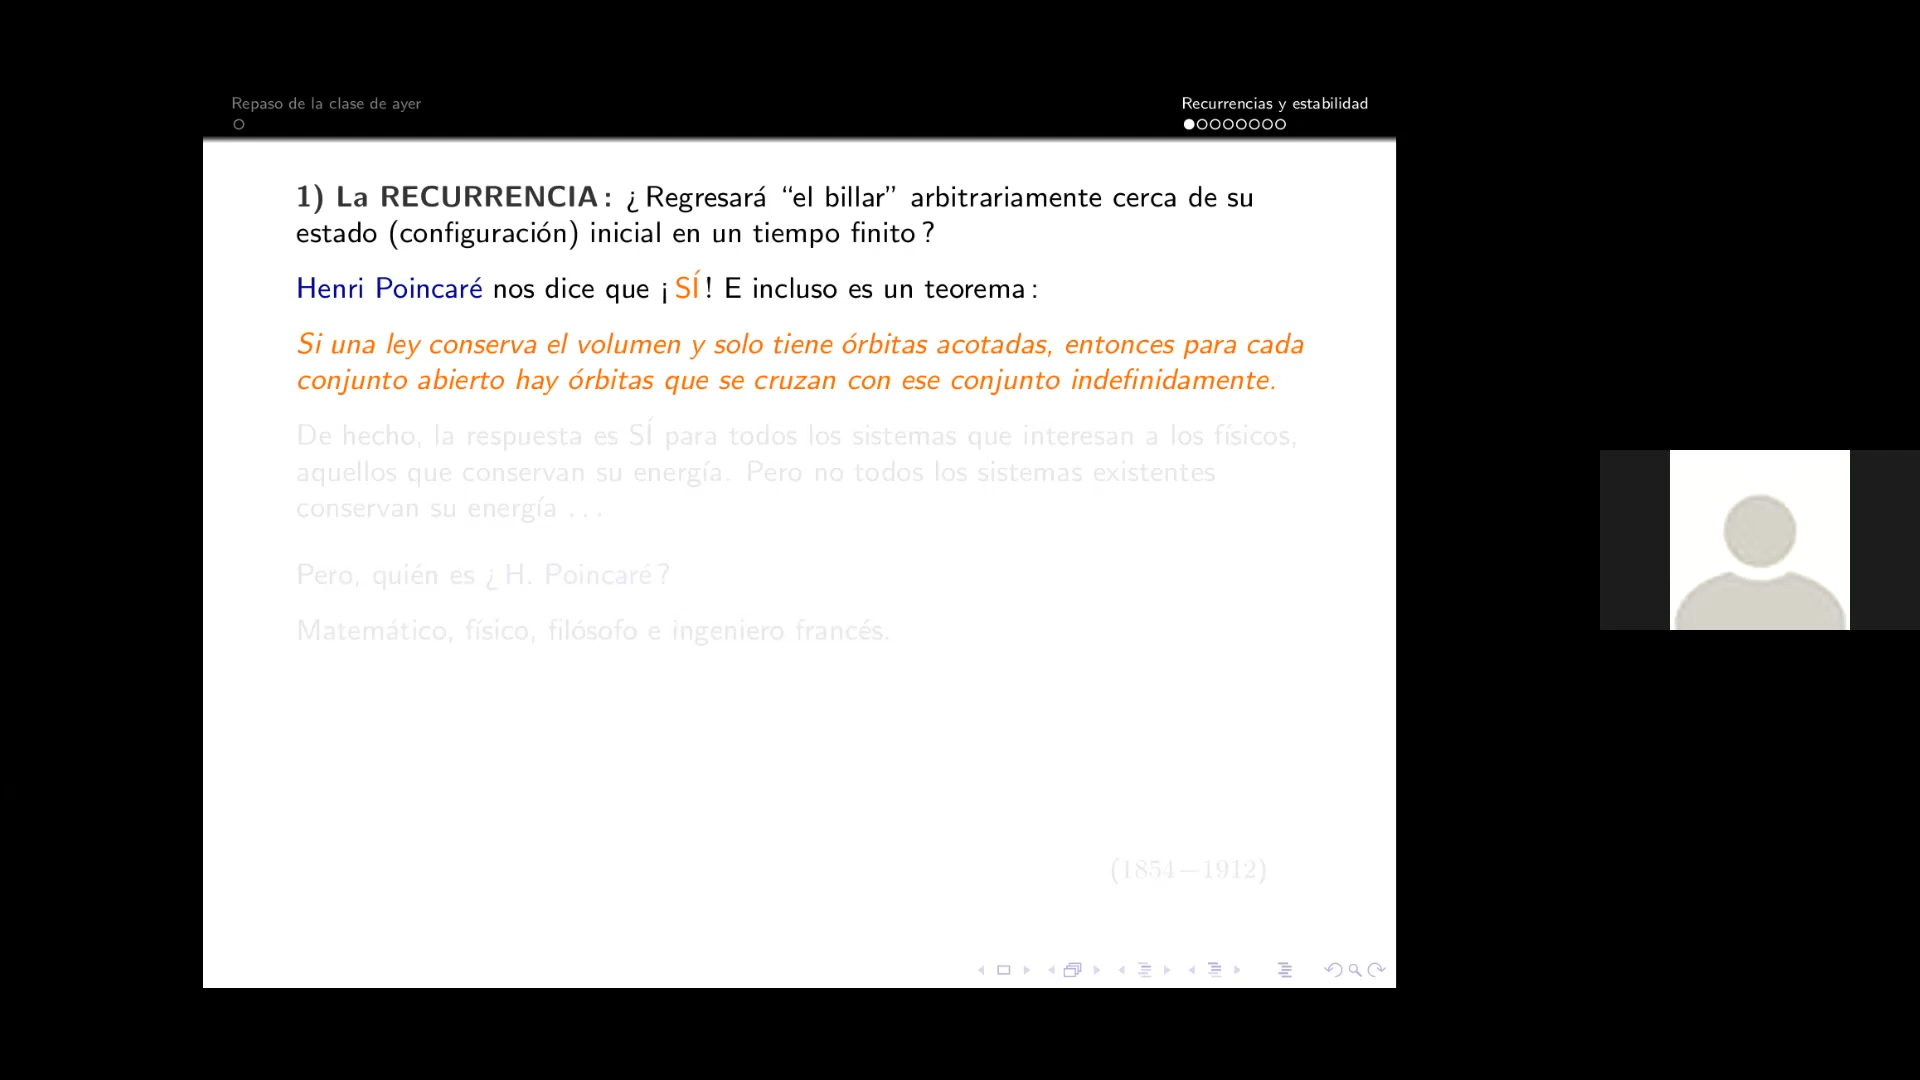 Repaso de la clase de ayer
Recurrencias y estabilidad
1) La RECURRENCIA : ¿ Regresará “el billar” arbitrariamente cerca de su
estado (configuración) inicial en un tiempo finito ?
Henri Poincaré nos dice que ¡ SÍ ! E incluso es un teorema :
Si una ley conserva el volumen y solo tiene órbitas acotadas, entonces para cada
conjunto abierto hay órbitas que se cruzan con ese conjunto indefinidamente.
De hecho, la respuesta es SÍ para todos los sistemas que interesan a los físicos,
aquellos que conservan su energía. Pero no todos los sistemas existentes
conservan su energía . . .
Pero, quién es ¿ H. Poincaré ?
Matemático, físico, filósofo e ingeniero francés.
(1854−1912)